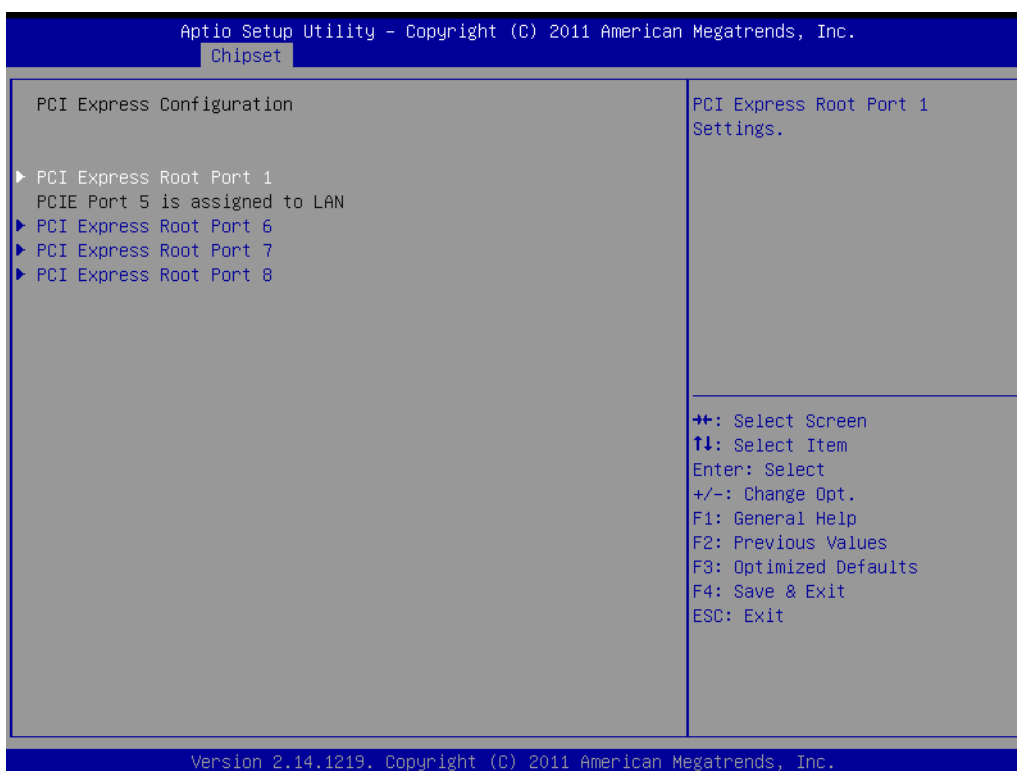 Aptio Setup Utility – Copyright (C) 2011 American Megatrends, Inc.
Chipset
PCI Express Configuration
PCI Express Root Port 1
PCIE Port 5 is assigned to LAN
PCI Express Root Port 6
PCI Express Root Port 7
PCI Express Root Port 8
PCI Express Root Port 1
Settings.
→←: Select Screen
↑↓: Select Item
Enter: Select
+/-: Change Opt.
F1: General Help
F2: Previous Values
F3: Optimized Defaults
F4: Save & Exit
ESC: Exit
Version 2.14.1219. Copyright (C) 2011 American Megatrends, Inc.